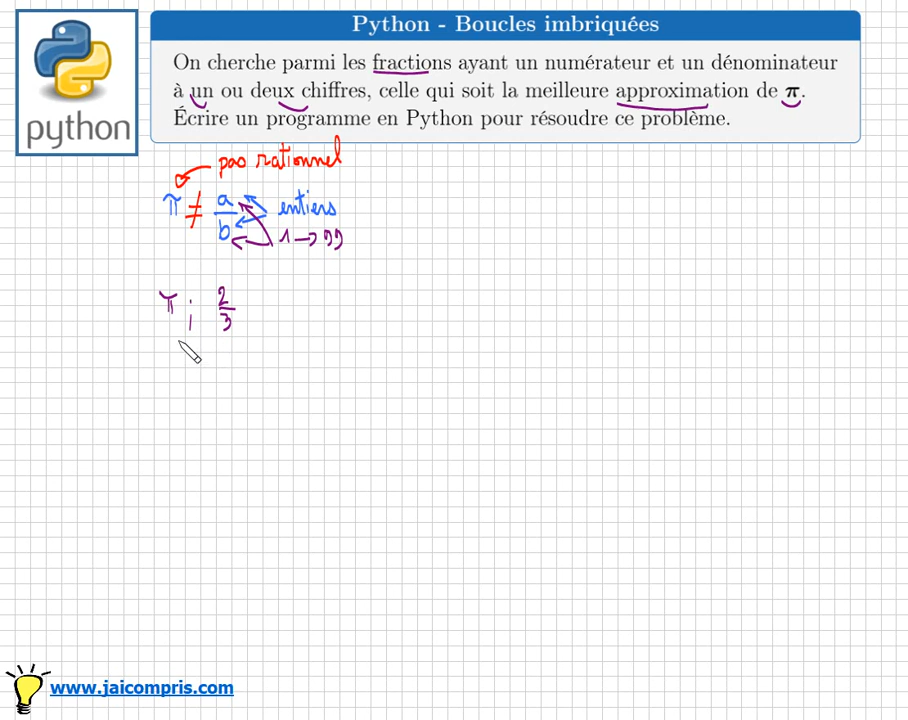 Python - Boucles imbriquées
python
On cherche parmi les fractions ayant un numérateur et un dénominateur
à un ou deux chiffres, celle qui soit la meilleure approximation de π.
Écrire un programme en Python pour résoudre ce problème.
pas rationnel
π ≠ a/b entiers
1 → 99
π ; 2/3
www.jaicompris.com